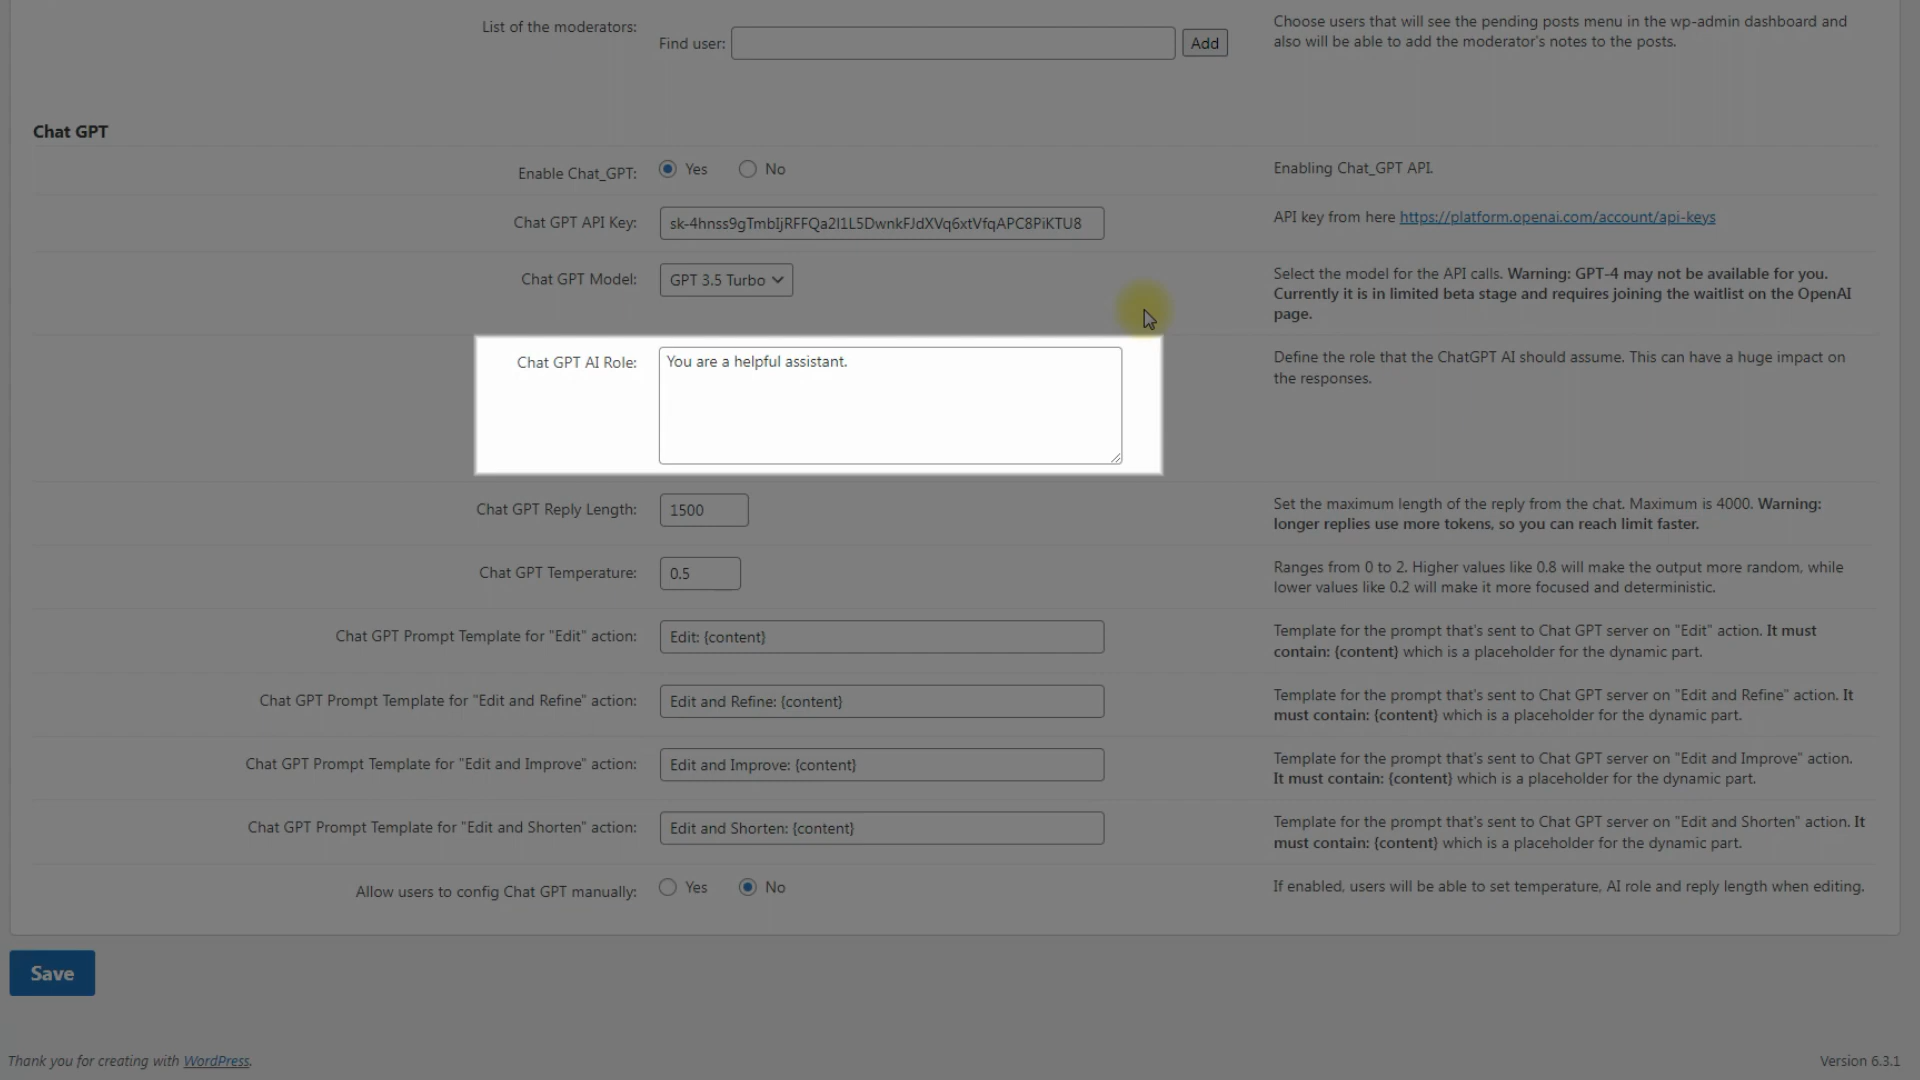 List of the moderators:
Find user:
Add
Choose users that will see the pending posts menu in the wp-admin dashboard and
also will be able to add the moderator's notes to the posts.
Chat GPT
Enable Chat_GPT:
Yes
No
Enabling Chat_GPT API.
Chat GPT API Key:
sk-4hnss9gTmbIjRFFQa2I1L5DwnkFJdXVq6xtVfqAPC8PiKTU8
API key from here https://platform.openai.com/account/api-keys
Chat GPT Model:
GPT 3.5 Turbo
Select the model for the API calls. Warning: GPT-4 may not be available for you.
Currently it is in limited beta stage and requires joining the waitlist on the OpenAI
page.
Chat GPT AI Role:
You are a helpful assistant.
Define the role that the ChatGPT AI should assume. This can have a huge impact on
the responses.
Chat GPT Reply Length:
1500
Set the maximum length of the reply from the chat. Maximum is 4000. Warning:
longer replies use more tokens, so you can reach limit faster.
Chat GPT Temperature:
0.5
Ranges from 0 to 2. Higher values like 0.8 will make the output more random, while
lower values like 0.2 will make it more focused and deterministic.
Chat GPT Prompt Template for "Edit" action:
Edit: {content}
Template for the prompt that's sent to Chat GPT server on "Edit" action. It must
contain: {content} which is a placeholder for the dynamic part.
Chat GPT Prompt Template for "Edit and Refine" action:
Edit and Refine: {content}
Template for the prompt that's sent to Chat GPT server on "Edit and Refine" action. It
must contain: {content} which is a placeholder for the dynamic part.
Chat GPT Prompt Template for "Edit and Improve" action:
Edit and Improve: {content}
Template for the prompt that's sent to Chat GPT server on "Edit and Improve" action.
It must contain: {content} which is a placeholder for the dynamic part.
Chat GPT Prompt Template for "Edit and Shorten" action:
Edit and Shorten: {content}
Template for the prompt that's sent to Chat GPT server on "Edit and Shorten" action. It
must contain: {content} which is a placeholder for the dynamic part.
Allow users to config Chat GPT manually:
Yes
No
If enabled, users will be able to set temperature, AI role and reply length when editing.
Save
Thank you for creating with WordPress.
Version 6.3.1